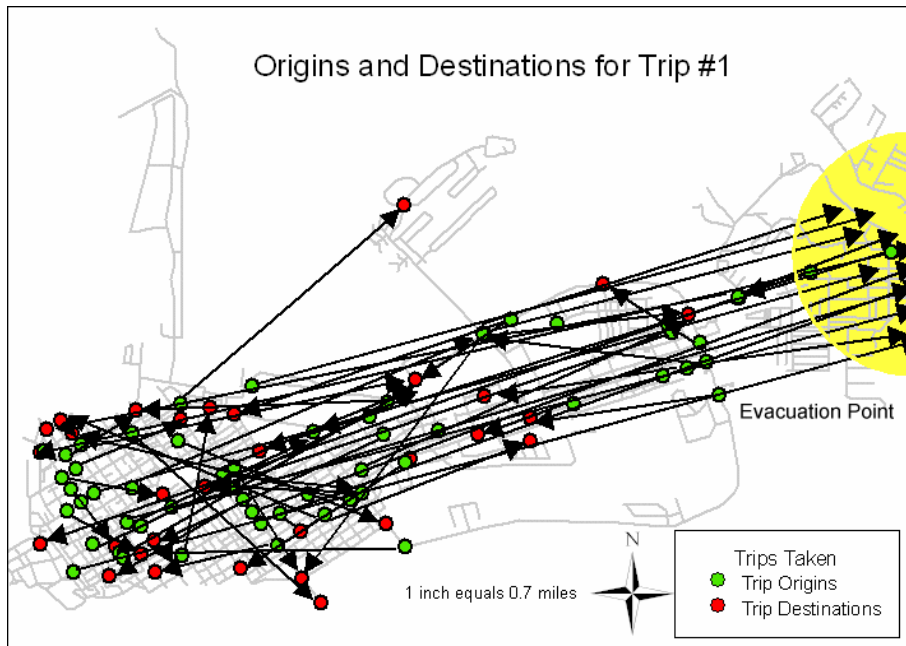 Origins and Destinations for Trip #1
Evacuation Point
N
1 inch equals 0.7 miles
Trips Taken
Trip Origins
Trip Destinations